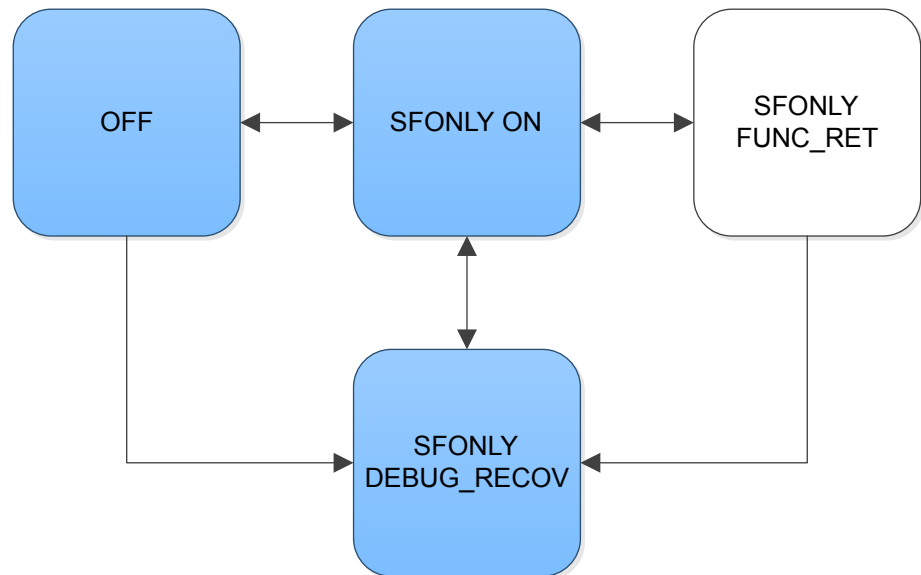 OFF
SFONLY ON
SFONLY
FUNC_RET
SFONLY
DEBUG_RECOV